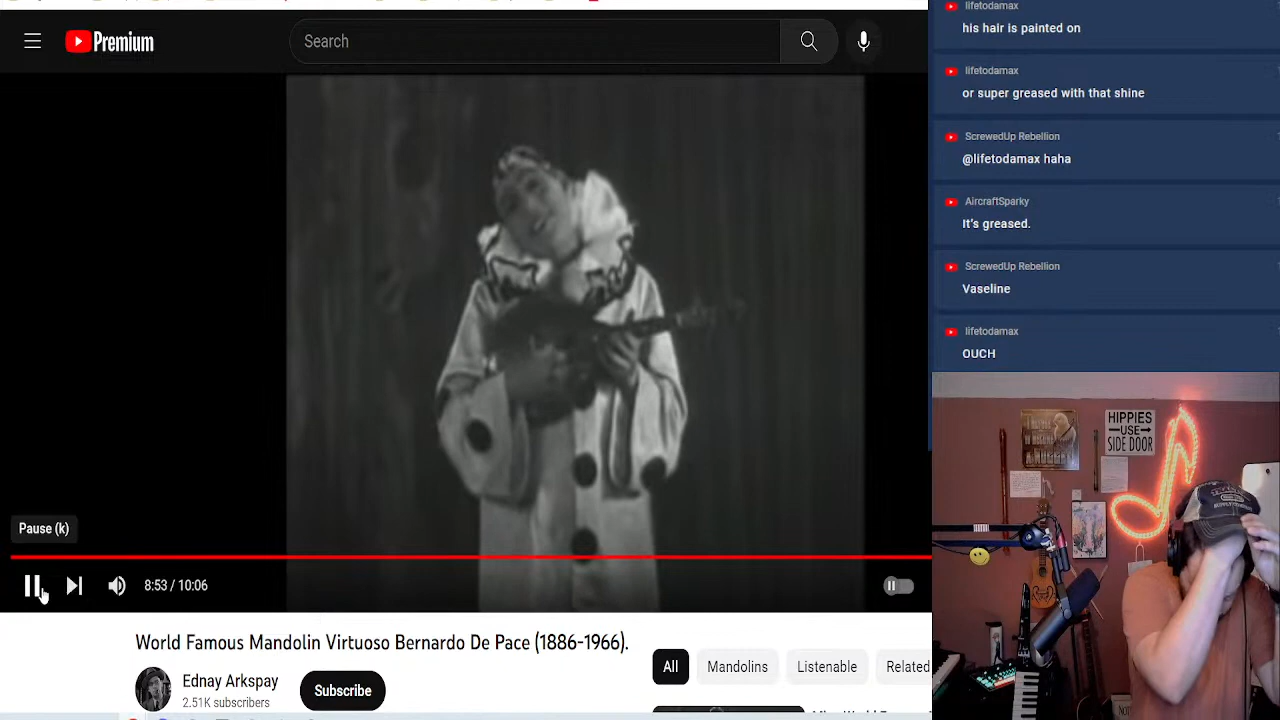 Premium
Search
Pause (k)
8:53 / 10:06
World Famous Mandolin Virtuoso Bernardo De Pace (1886-1966).
Ednay Arkspay
2.51K subscribers
Subscribe
All
Mandolins
Listenable
Related
lifetodamax
his hair is painted on
lifetodamax
or super greased with that shine
ScrewedUp Rebellion
@lifetodamax haha
AircraftSparky
It's greased.
ScrewedUp Rebellion
Vaseline
lifetodamax
OUCH
HIPPIES
USE
SIDE DOOR